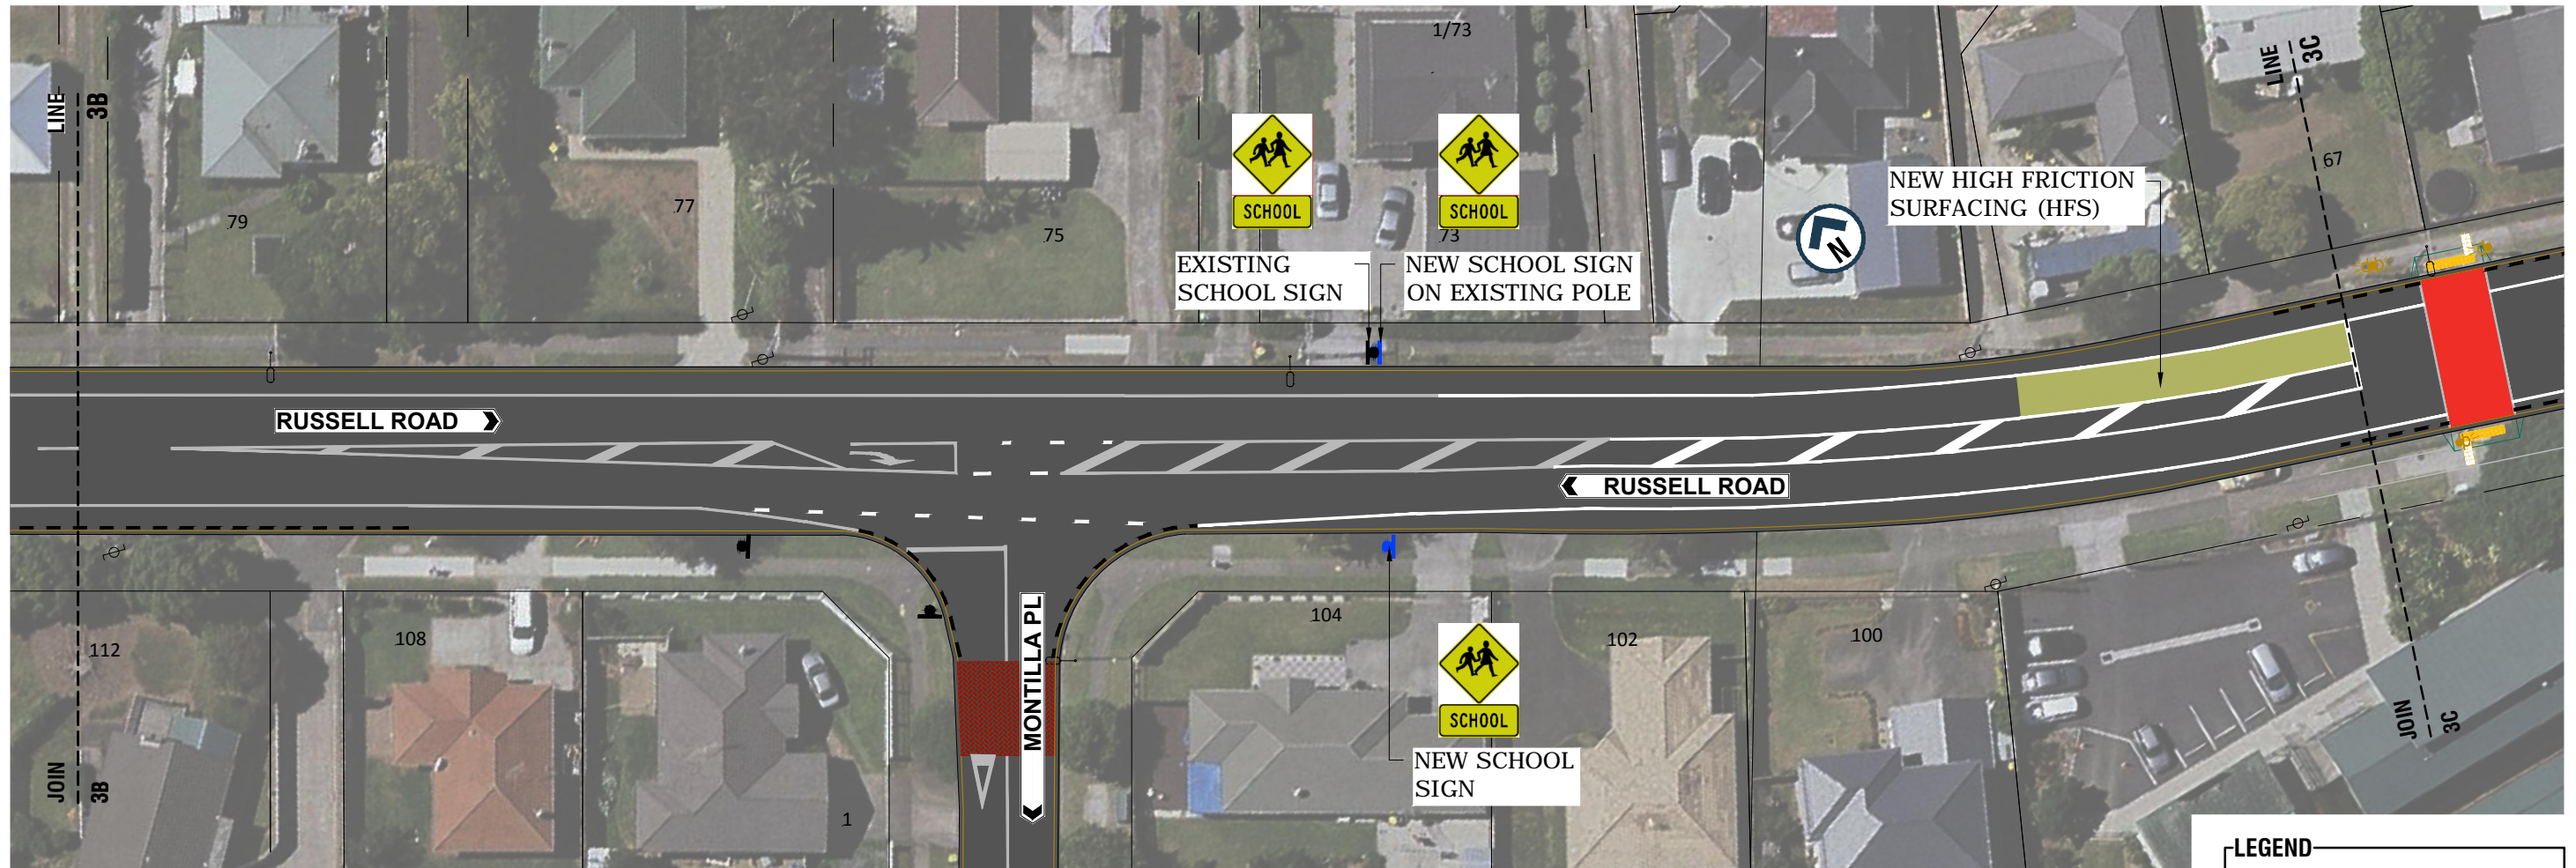 1/73
LINE
3B
LINE
3C
67
79
77
75
SCHOOL
SCHOOL
73
NEW HIGH FRICTION
SURFACING (HFS)
N
EXISTING
SCHOOL SIGN
NEW SCHOOL SIGN
ON EXISTING POLE
RUSSELL ROAD
RUSSELL ROAD
MONTILLA PL
112
108
1
104
102
100
SCHOOL
NEW SCHOOL
SIGN
JOIN
3B
JOIN
3C
LEGEND